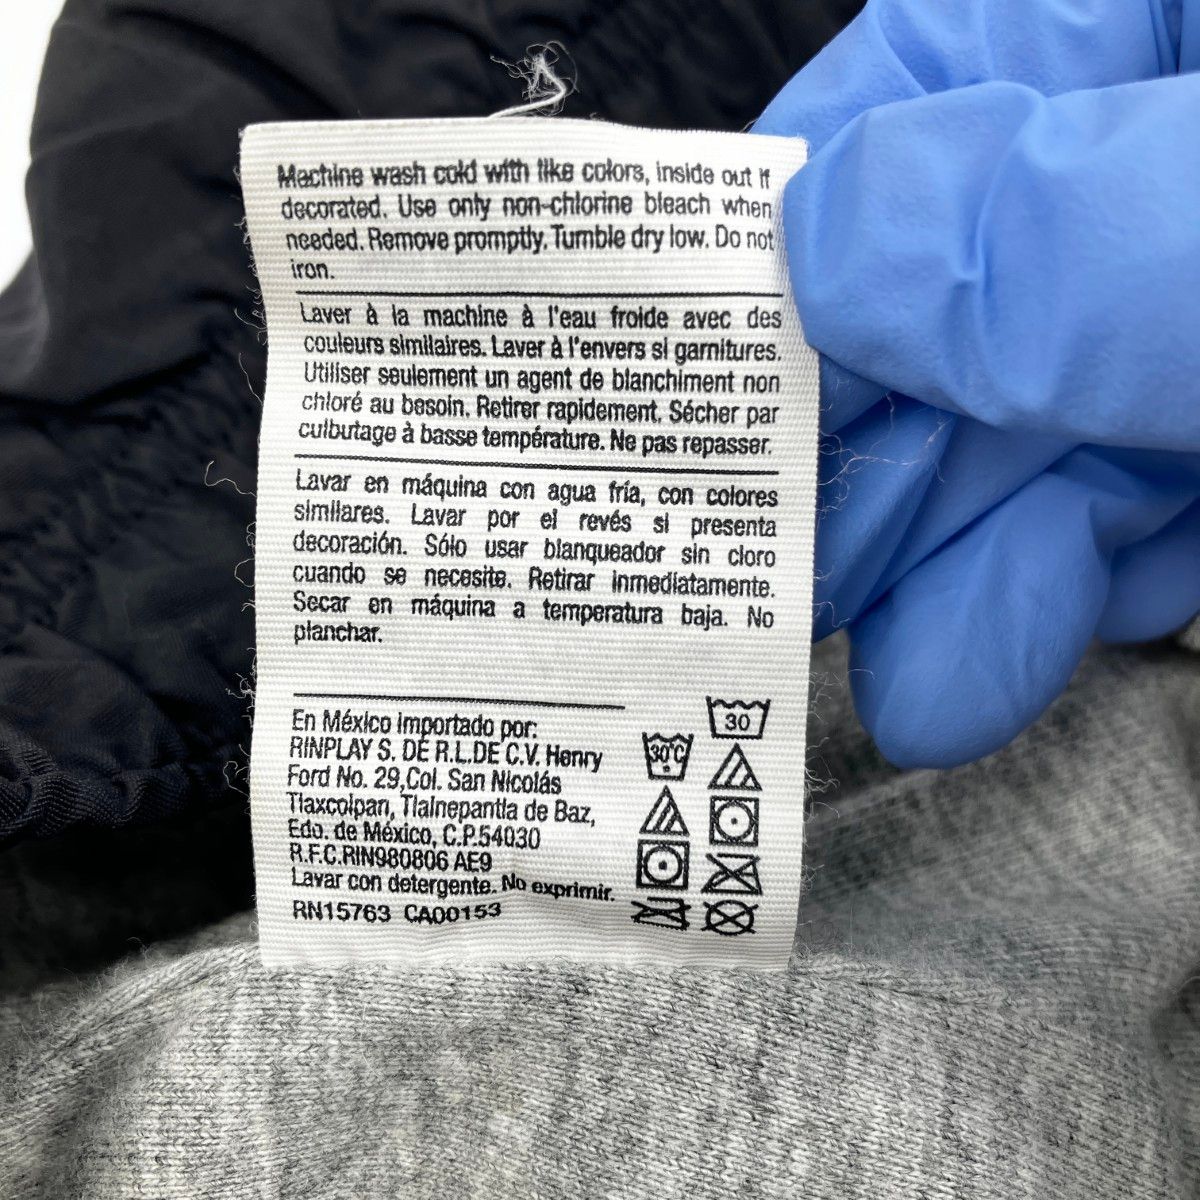 Machine wash cold with like colors, inside out if
decorated. Use only non-chlorine bleach when
needed. Remove promptly. Tumble dry low. Do not
iron.
Laver à la machine à l'eau froide avec des
couleurs similaires. Laver à l'envers si garnitures.
Utiliser seulement un agent de blanchiment non
chloré au besoin. Retirer rapidement. Sécher par
culbutage à basse température. Ne pas repasser.
Lavar en máquina con agua fría, con colores
similares. Lavar por el revés si presenta
decoración. Sólo usar blanqueador sin cloro
cuando se necesite. Retirar inmediatamente.
Secar en máquina a temperatura baja. No
planchar.
En México importado por:
RINPLAY S. DE R.L.DE C.V. Henry
Ford No. 29,Col. San Nicolás
Tlaxcolpan, Tlalnepantla de Baz,
Edo. de México, C.P.54030
R.F.C.RIN980806 AE9
Lavar con detergente. No exprimir.
RN15763 CA00153
30°C
30